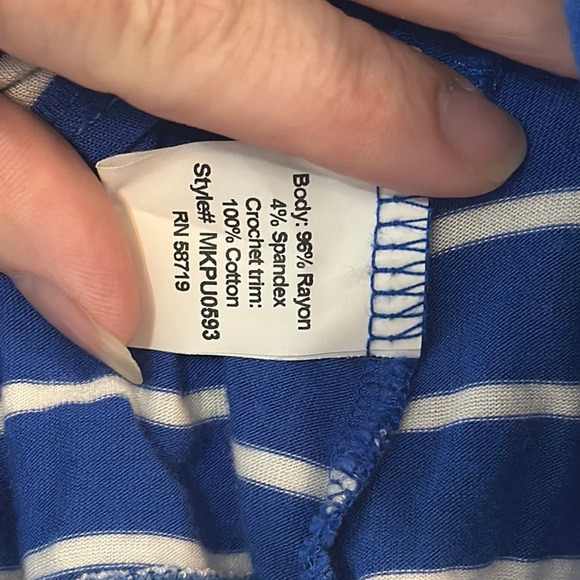 Body: 96% Rayon
4% Spandex
Crochet trim:
100% Cotton
Style# MKPU0593
RN 58719